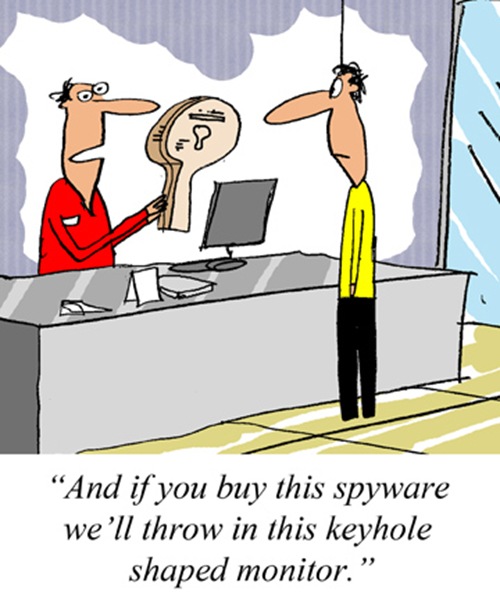 “And if you buy this spyware
we’ll throw in this keyhole
shaped monitor.”